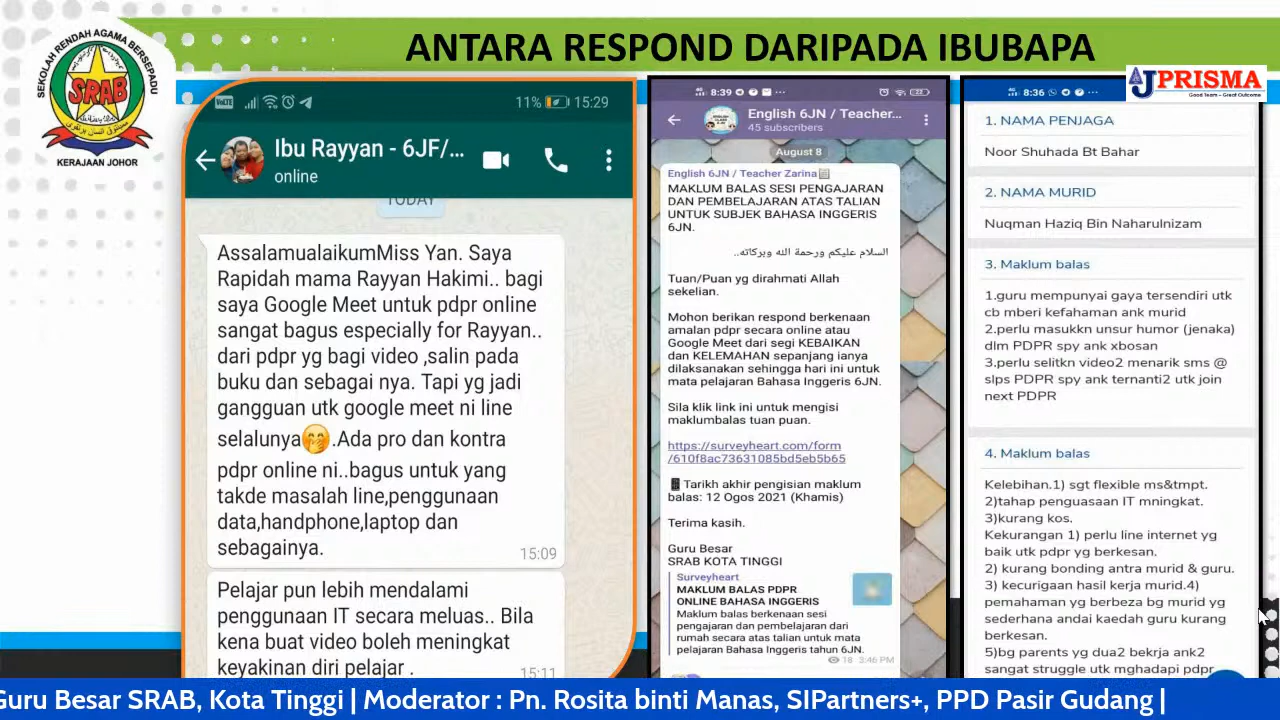 ANTARA RESPOND DARIPADA IBUBAPA
SEKOLAH RENDAH AGAMA BERSEPADU
SRAB
KERAJAAN JOHOR
JPRISMA
Good Team - Great Outcome
VoLTE
11%
15:29
Ibu Rayyan - 6JF/...
online
TODAY
AssalamualaikumMiss Yan. Saya
Rapidah mama Rayyan Hakimi.. bagi
saya Google Meet untuk pdpr online
sangat bagus especially for Rayyan..
dari pdpr yg bagi video ,salin pada
buku dan sebagai nya. Tapi yg jadi
gangguan utk google meet ni line
selalunya🤭.Ada pro dan kontra
pdpr online ni..bagus untuk yang
takde masalah line,penggunaan
data,handphone,laptop dan
sebagainya.
15:09
Pelajar pun lebih mendalami
penggunaan IT secara meluas.. Bila
kena buat video boleh meningkat
keyakinan diri pelajar .
15:11
8:39
English 6JN / Teacher...
45 subscribers
August 8
English 6JN / Teacher Zarina
MAKLUM BALAS SESI PENGAJARAN
DAN PEMBELAJARAN ATAS TALIAN
UNTUK SUBJEK BAHASA INGGERIS
6JN.
السلام عليكم ورحمة الله وبركاته..
Tuan/Puan yg dirahmati Allah
sekelian.
Mohon berikan respond berkenaan
amalan pdpr secara online atau
Google Meet dari segi KEBAIKAN
dan KELEMAHAN sepanjang ianya
dilaksanakan sehingga hari ini untuk
mata pelajaran Bahasa Inggeris 6JN.
Sila klik link ini untuk mengisi
maklumbalas tuan puan.
https://surveyheart.com/form
/610f8ac73631085bd5eb5b65
Tarikh akhir pengisian maklum
balas: 12 Ogos 2021 (Khamis)
Terima kasih.
Guru Besar
SRAB KOTA TINGGI
Surveyheart
MAKLUM BALAS PDPR
ONLINE BAHASA INGGERIS
Maklum balas berkenaan sesi
pengajaran dan pembelajaran dari
rumah secara atas talian untuk mata
pelajaran Bahasa Inggeris tahun 6JN.
18 3:46 PM
8:36
1. NAMA PENJAGA
Noor Shuhada Bt Bahar
2. NAMA MURID
Nuqman Haziq Bin Naharulnizam
3. Maklum balas
1.guru mempunyai gaya tersendiri utk
cb mberi kefahaman ank murid
2.perlu masukkn unsur humor (jenaka)
dlm PDPR spy ank xbosan
3.perlu selitkn video2 menarik sms @
slps PDPR spy ank ternanti2 utk join
next PDPR
4. Maklum balas
Kelebihan.1) sgt flexible ms&tmpt.
2)tahap penguasaan IT mningkat.
3)kurang kos.
Kekurangan 1) perlu line internet yg
baik utk pdpr yg berkesan.
2) kurang bonding antra murid & guru.
3) kecurigaan hasil kerja murid.4)
pemahaman yg berbeza bg murid yg
sederhana andai kaedah guru kurang
berkesan.
5)bg parents yg dua2 bekrja ank2
sangat struggle utk mghadapi pdpr
Guru Besar SRAB, Kota Tinggi | Moderator : Pn. Rosita binti Manas, SIPartners+, PPD Pasir Gudang |